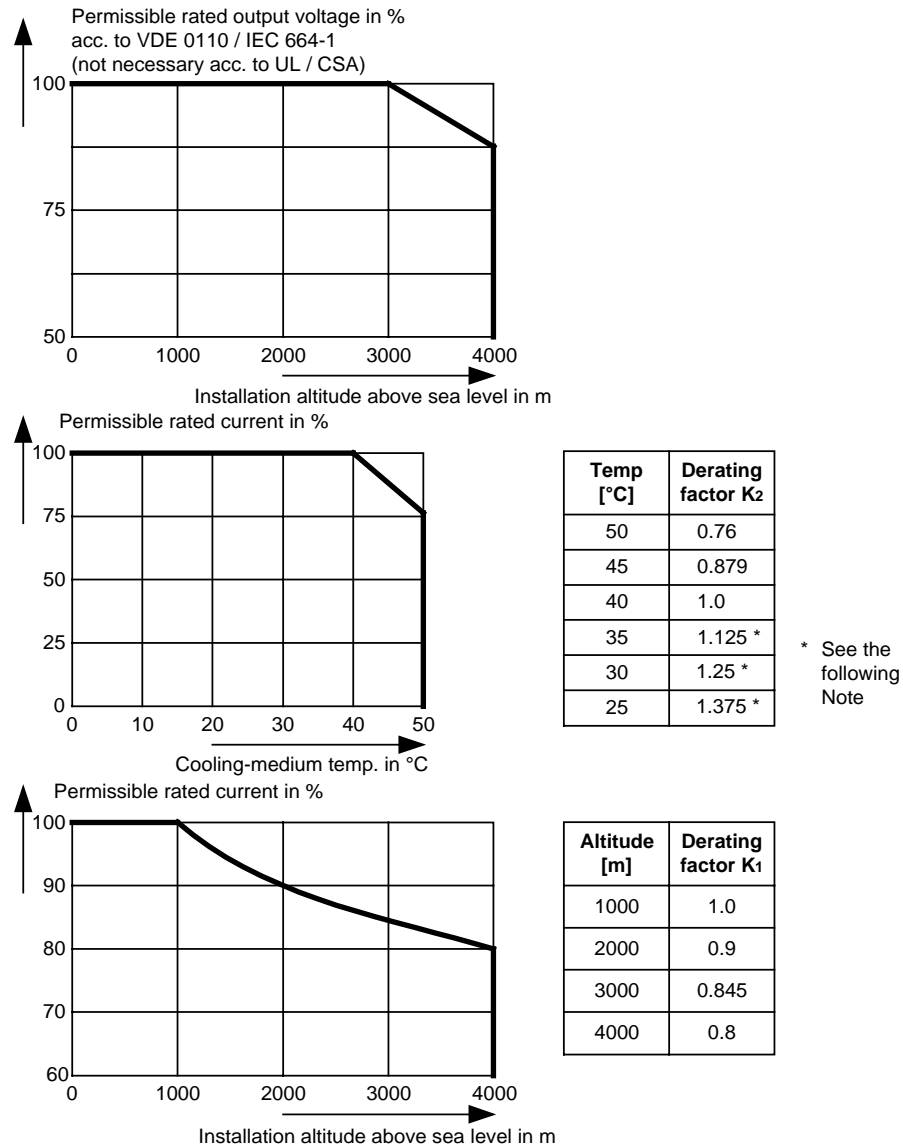 Permissible rated output voltage in %
acc. to VDE 0110 / IEC 664-1
(not necessary acc. to UL / CSA)
100
75
50
0 1000 2000 3000 4000
Installation altitude above sea level in m
Permissible rated current in %
100
75
50
25
0
0 10 20 30 40 50
Cooling-medium temp. in °C
Temp [°C] Derating factor K2
50 0.76
45 0.879
40 1.0
35 1.125 *
30 1.25 *
25 1.375 *
* See the
following
Note
Permissible rated current in %
100
90
80
70
60
0 1000 2000 3000 4000
Installation altitude above sea level in m
Altitude [m] Derating factor K1
1000 1.0
2000 0.9
3000 0.845
4000 0.8